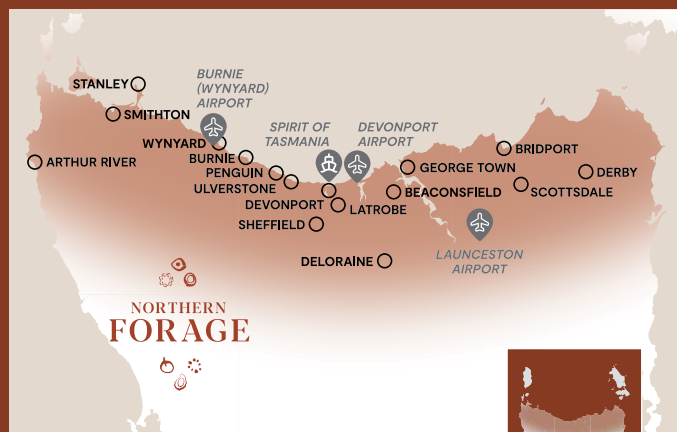 BURNIE
(WYNYARD)
AIRPORT
STANLEY
SMITHTON
SPIRIT OF
TASMANIA
DEVONPORT
AIRPORT
WYNYARD
BURNIE
ARTHUR RIVER
PENGUIN
ULVERSTONE
BRIDPORT
GEORGE TOWN
DERBY
BEACONSFIELD
SCOTTSDALE
DEVONPORT
LATROBE
SHEFFIELD
LAUNCESTON
AIRPORT
DELORAINE
NORTHERN
FORAGE